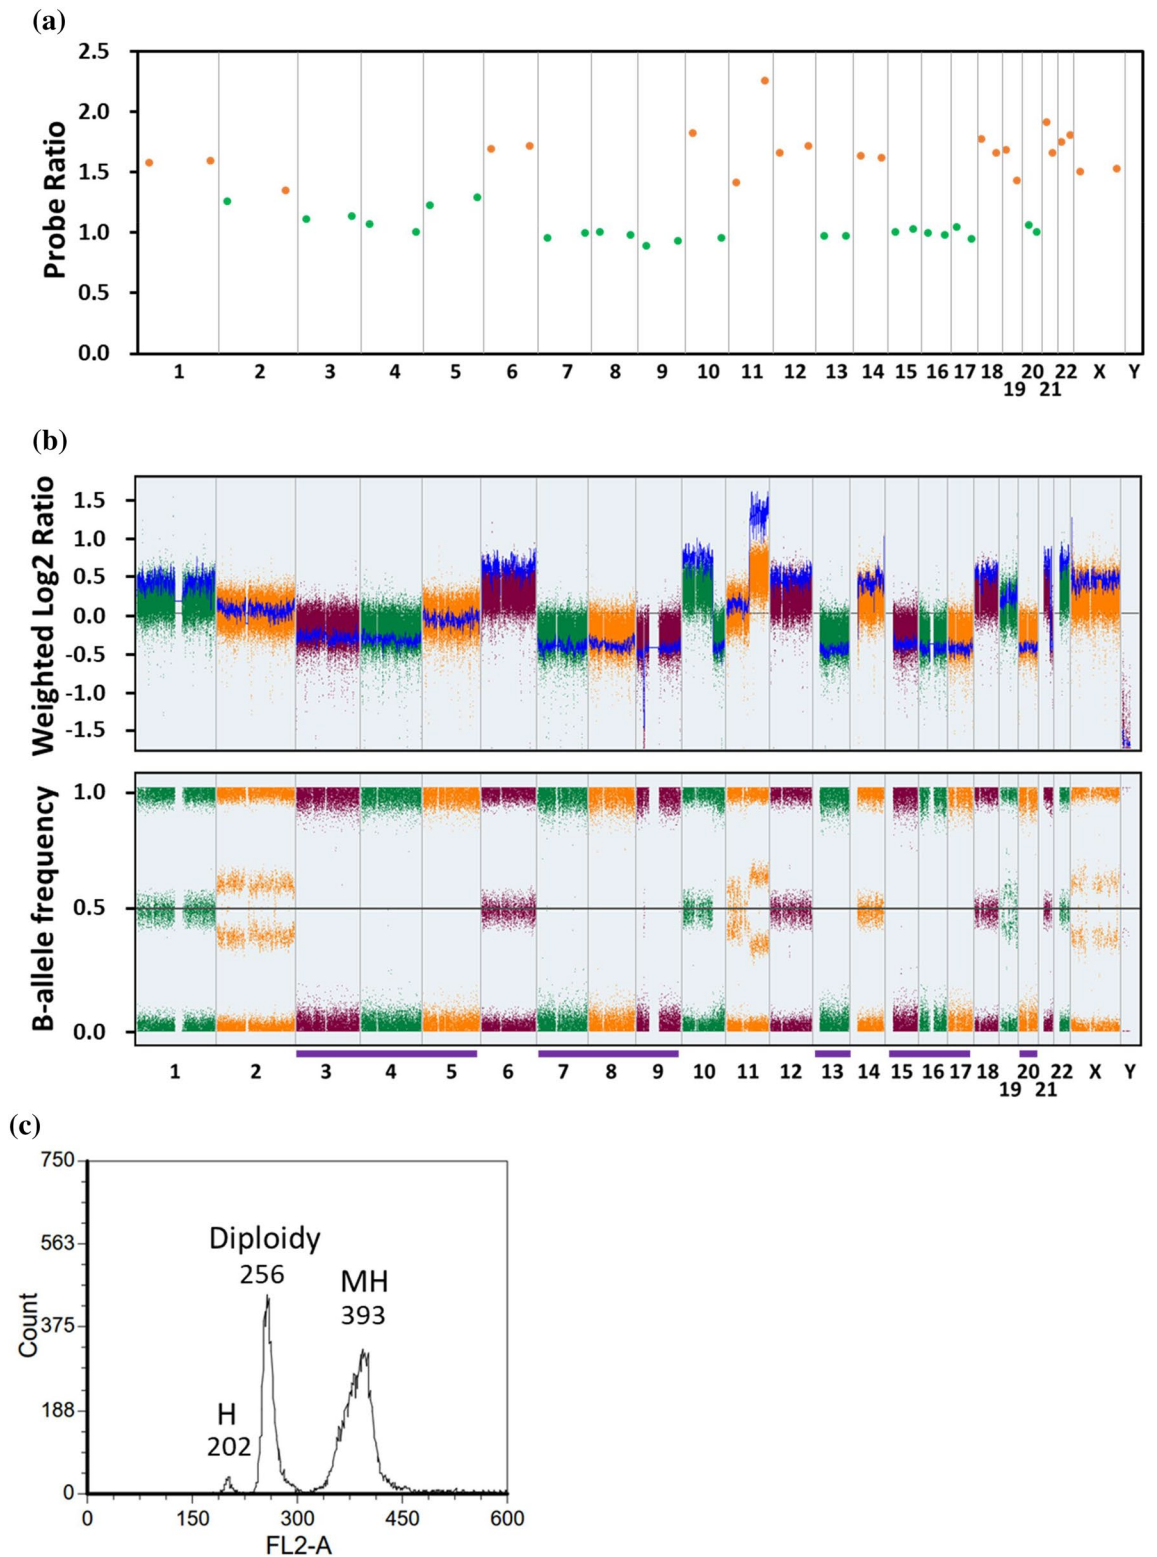 (a)
Probe Ratio
2.5
2.0
1.5
1.0
0.5
0.0
1 2 3 4 5 6 7 8 9 10 11 12 13 14 15 16 17 18 20 22 X Y
19 21
(b)
Weighted Log2 Ratio
1.5
1.0
0.5
0.0
-0.5
-1.0
-1.5
B-allele frequency
1.0
0.5
0.0
1 2 3 4 5 6 7 8 9 10 11 12 13 14 15 16 17 18 20 22 X Y
19 21
(c)
Count
750
563
375
188
0
Diploidy
256
MH
393
H
202
0 150 300 450 600
FL2-A